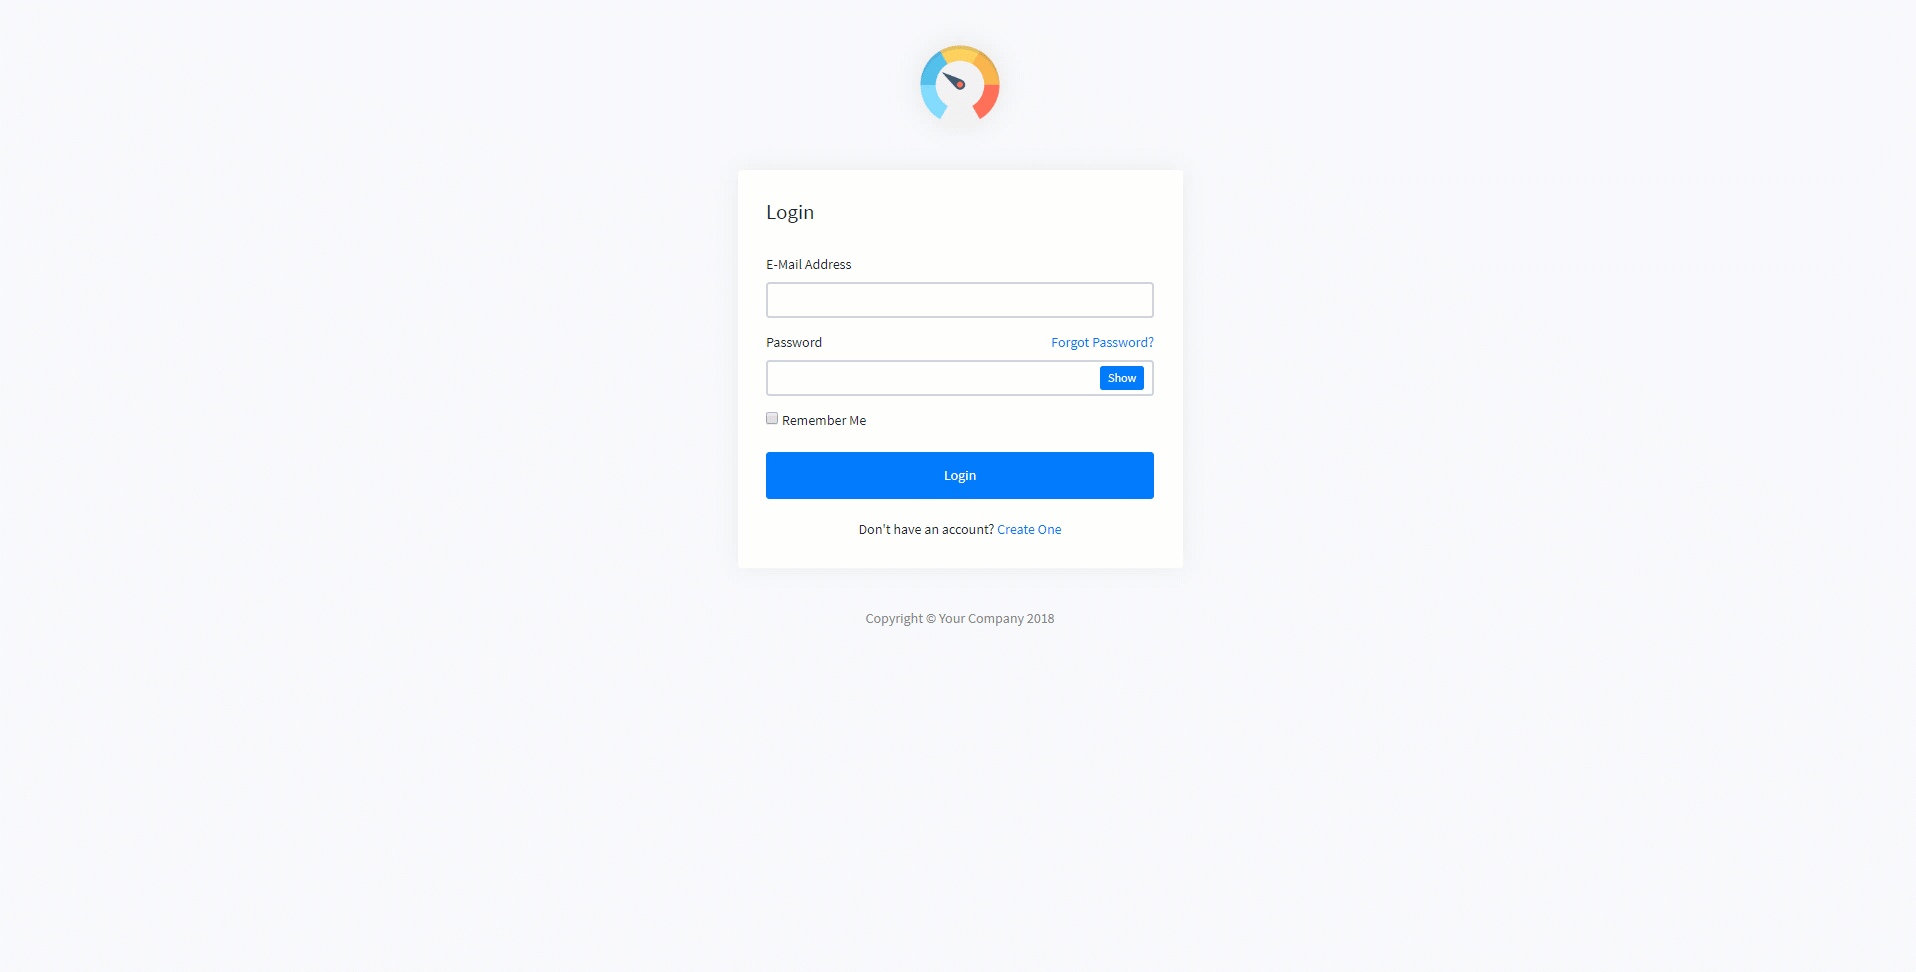 Login
E-Mail Address
Password Forgot Password?
Show
Remember Me
Login
Don't have an account? Create One
Copyright © Your Company 2018